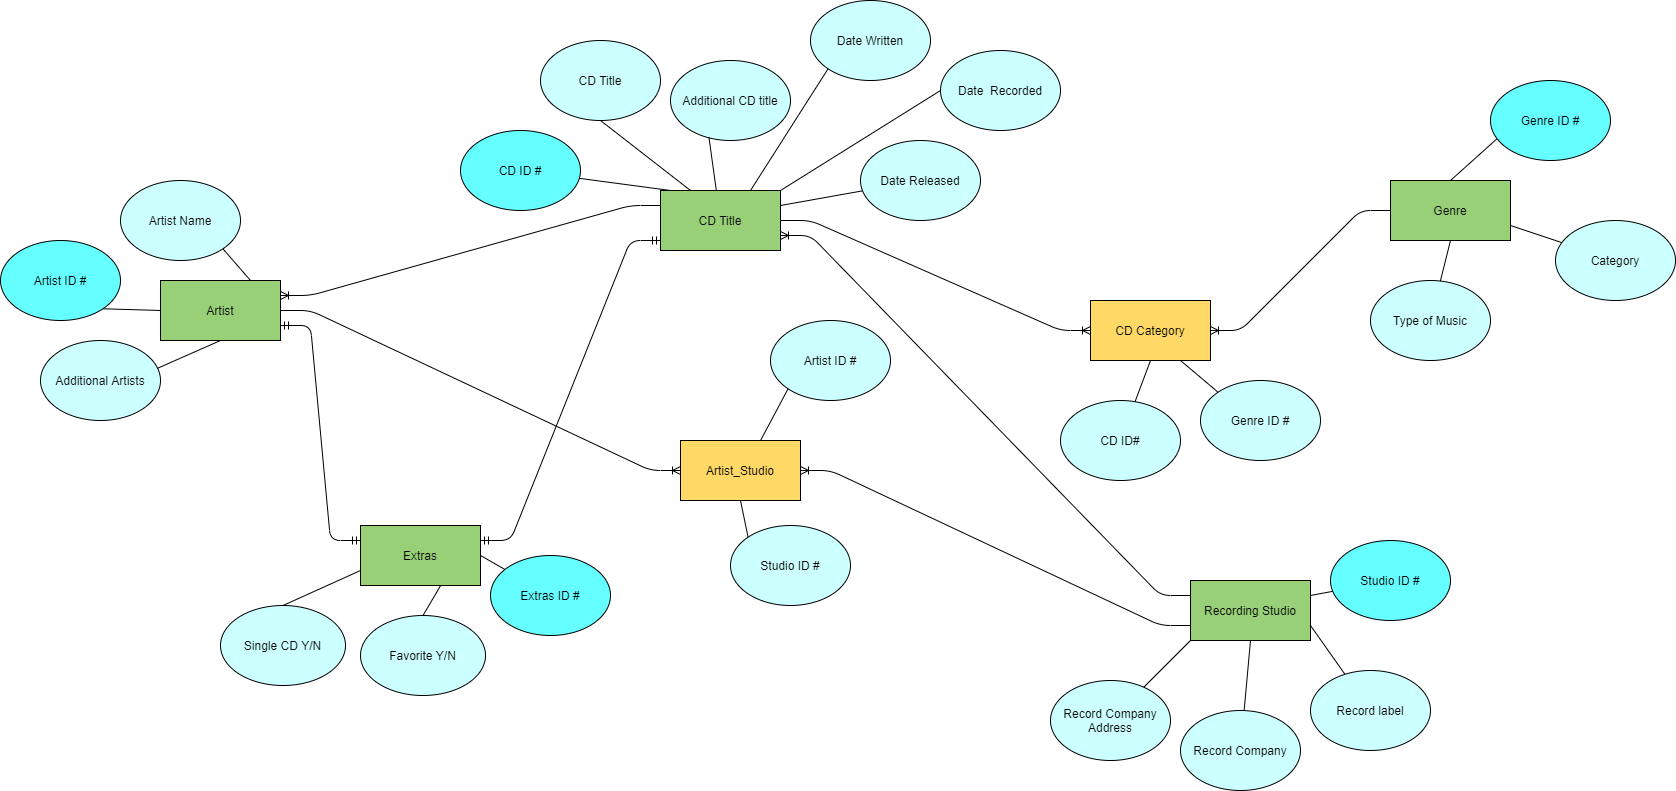 Date Written
CD Title
Date  Recorded
Additional CD title
Genre ID #
CD ID #
Date Released
Artist Name
CD Title
Genre
Category
Artist ID #
Artist
Type of Music
CD Category
Artist ID #
Additional Artists
Genre ID #
CD ID#
Artist_Studio
Extras
Studio ID #
Studio ID #
Extras ID #
Recording Studio
Single CD Y/N
Favorite Y/N
Record Company
Address
Record label
Record Company